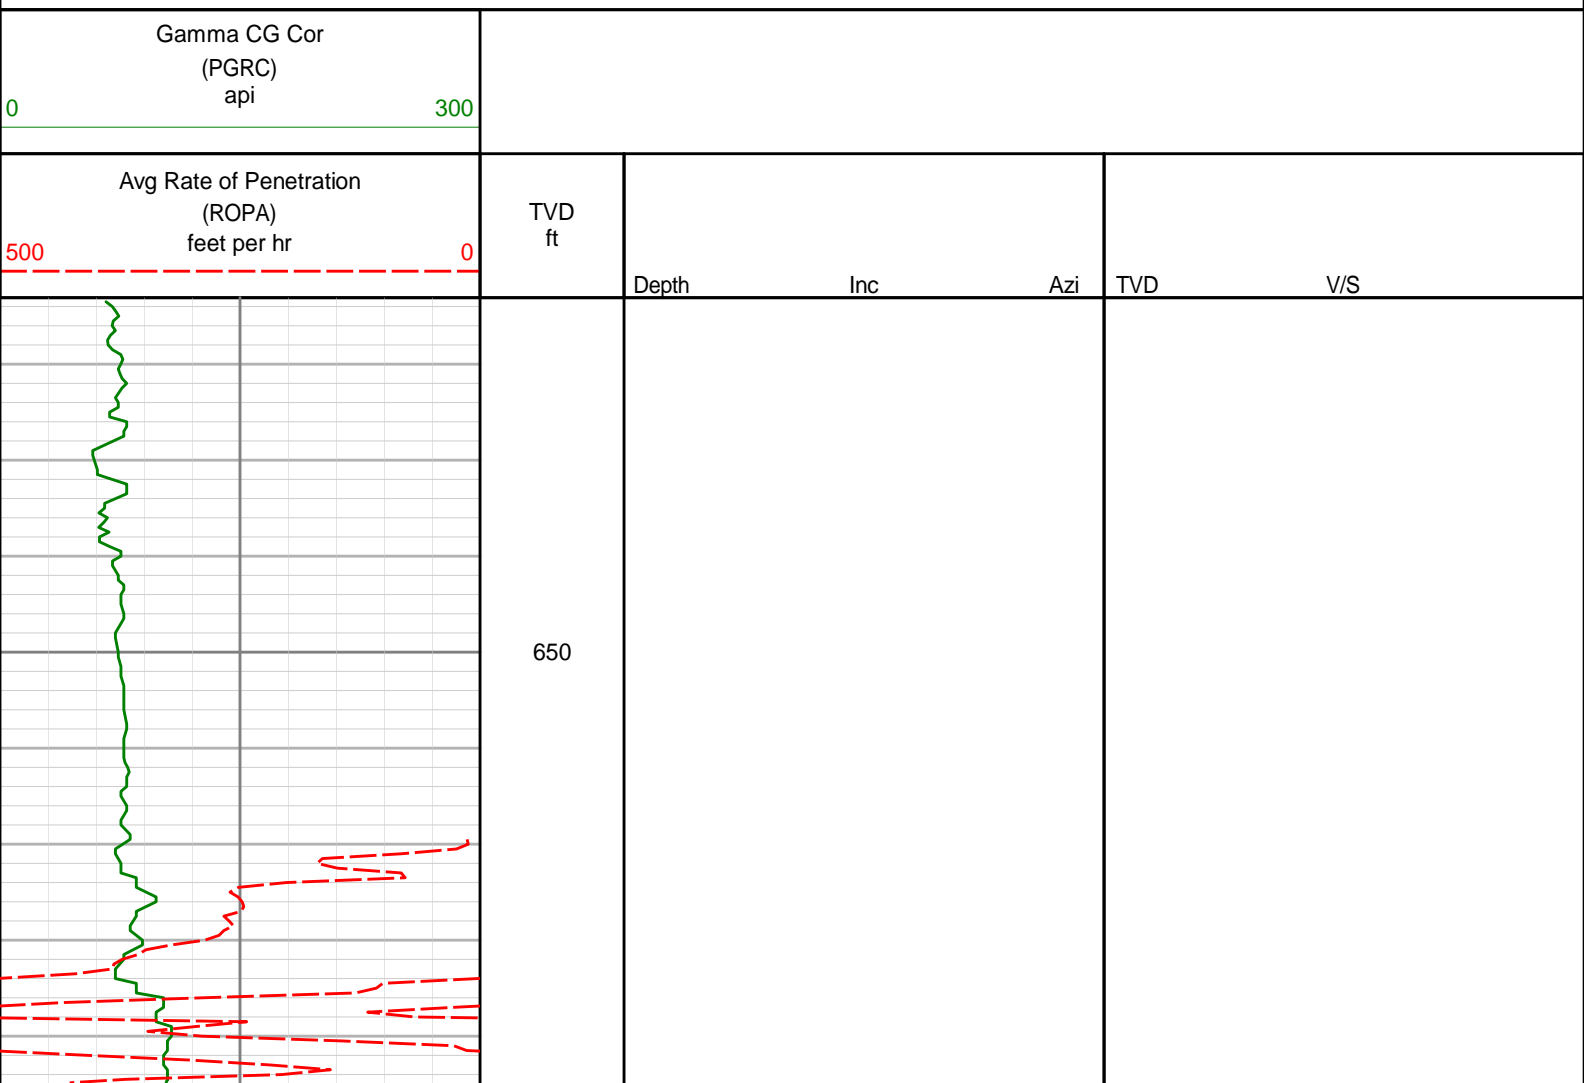 Gamma CG Cor
(PGRC)
api
0 300
Avg Rate of Penetration
(ROPA)
feet per hr
500 0
TVD
ft
Depth Inc Azi TVD V/S
650